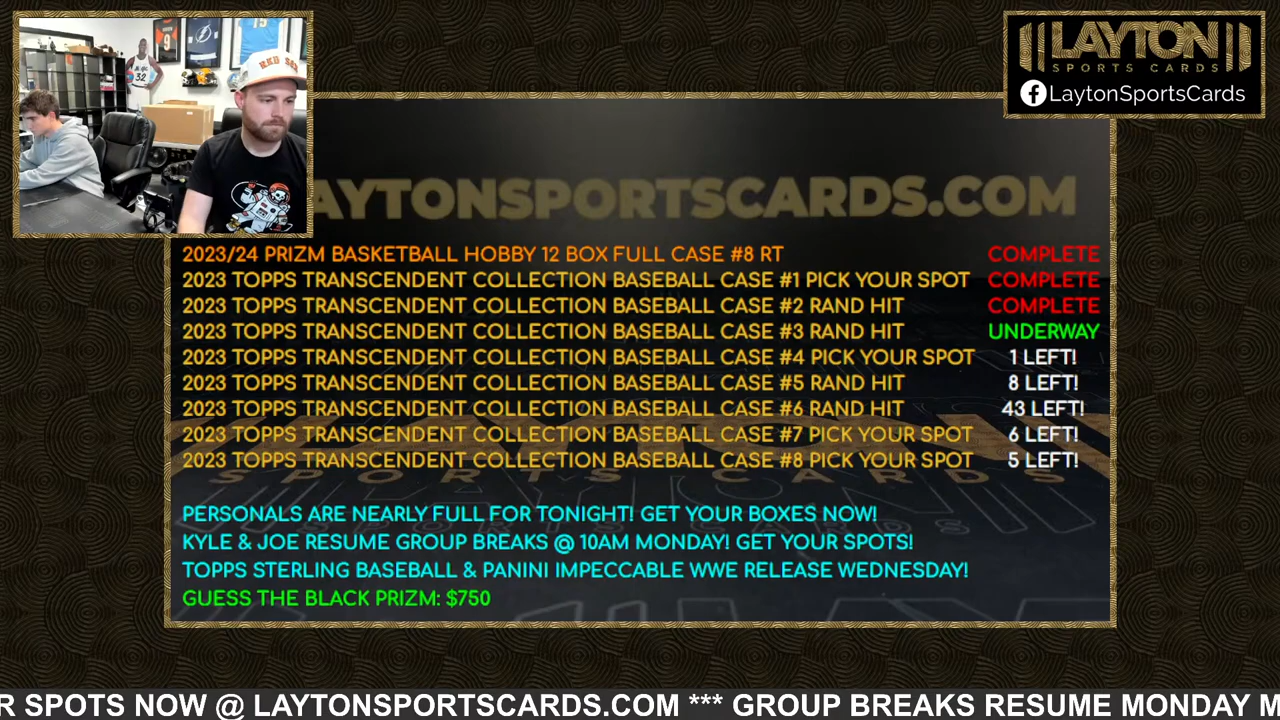 LAYTON
SPORTS CARDS
LaytonSportsCards
RED SOX
32
9
LAYTONSPORTSCARDS.COM
2023/24 PRIZM BASKETBALL HOBBY 12 BOX FULL CASE #8 RT COMPLETE
2023 TOPPS TRANSCENDENT COLLECTION BASEBALL CASE #1 PICK YOUR SPOT COMPLETE
2023 TOPPS TRANSCENDENT COLLECTION BASEBALL CASE #2 RAND HIT COMPLETE
2023 TOPPS TRANSCENDENT COLLECTION BASEBALL CASE #3 RAND HIT UNDERWAY
2023 TOPPS TRANSCENDENT COLLECTION BASEBALL CASE #4 PICK YOUR SPOT 1 LEFT!
2023 TOPPS TRANSCENDENT COLLECTION BASEBALL CASE #5 RAND HIT 8 LEFT!
2023 TOPPS TRANSCENDENT COLLECTION BASEBALL CASE #6 RAND HIT 43 LEFT!
2023 TOPPS TRANSCENDENT COLLECTION BASEBALL CASE #7 PICK YOUR SPOT 6 LEFT!
2023 TOPPS TRANSCENDENT COLLECTION BASEBALL CASE #8 PICK YOUR SPOT 5 LEFT!
SPORTS CARDS
PERSONALS ARE NEARLY FULL FOR TONIGHT! GET YOUR BOXES NOW!
KYLE & JOE RESUME GROUP BREAKS @ 10AM MONDAY! GET YOUR SPOTS!
TOPPS STERLING BASEBALL & PANINI IMPECCABLE WWE RELEASE WEDNESDAY!
GUESS THE BLACK PRIZM: $750
R SPOTS NOW @ LAYTONSPORTSCARDS.COM *** GROUP BREAKS RESUME MONDAY M